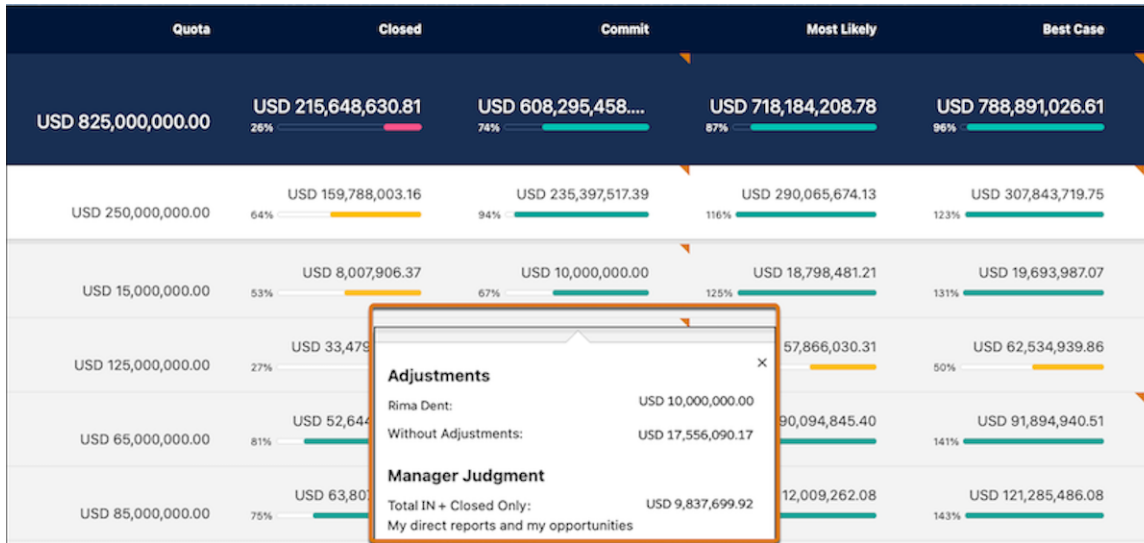 Quota Closed Commit Most Likely Best Case
USD 825,000,000.00 USD 215,648,630.81 USD 608,295,458.... USD 718,184,208.78 USD 788,891,026.61
26% 74% 87% 96%
USD 250,000,000.00 USD 159,788,003.16 USD 235,397,517.39 USD 290,065,674.13 USD 307,843,719.75
64% 94% 116% 123%
USD 15,000,000.00 USD 8,007,906.37 USD 10,000,000.00 USD 18,798,481.21 USD 19,693,987.07
53% 67% 125% 131%
USD 125,000,000.00 USD 33,479 57,866,030.31 USD 62,534,939.86
27% 50%
USD 65,000,000.00 USD 52,644 90,094,845.40 USD 91,894,940.51
81% 141%
USD 85,000,000.00 USD 63,807 12,009,262.08 USD 121,285,486.08
75% 143%
×
Adjustments
Rima Dent: USD 10,000,000.00
Without Adjustments: USD 17,556,090.17
Manager Judgment
Total IN + Closed Only: USD 9,837,699.92
My direct reports and my opportunities